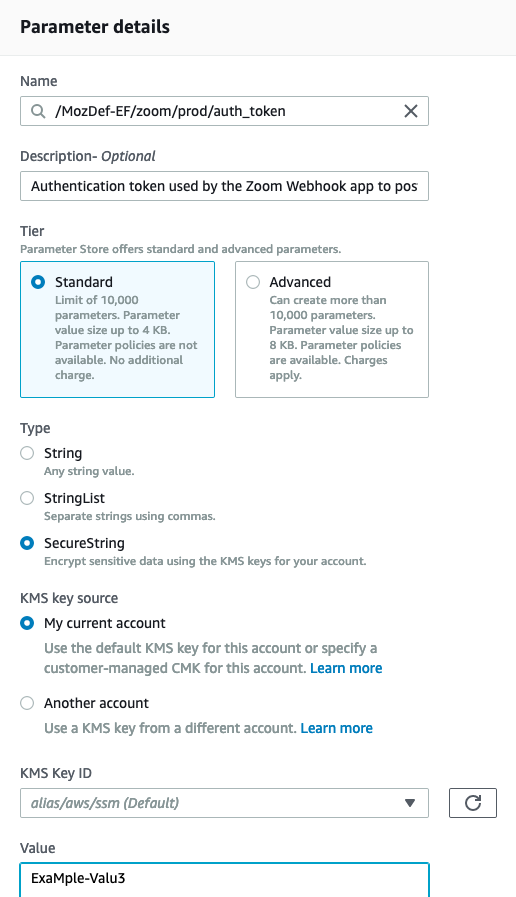 Parameter details
Name
/MozDef-EF/zoom/prod/auth_token
Description- Optional
Authentication token used by the Zoom Webhook app to pos
Tier
Parameter Store offers standard and advanced parameters.
Standard
Limit of 10,000
parameters. Parameter
value size up to 4 KB.
Parameter policies are not
available. No additional
charge.
Advanced
Can create more than
10,000 parameters.
Parameter value size up to
8 KB. Parameter policies
are available. Charges
apply.
Type
String
Any string value.
StringList
Separate strings using commas.
SecureString
Encrypt sensitive data using the KMS keys for your account.
KMS key source
My current account
Use the default KMS key for this account or specify a
customer-managed CMK for this account. Learn more
Another account
Use a KMS key from a different account. Learn more
KMS Key ID
alias/aws/ssm (Default)
Value
ExaMple-Valu3